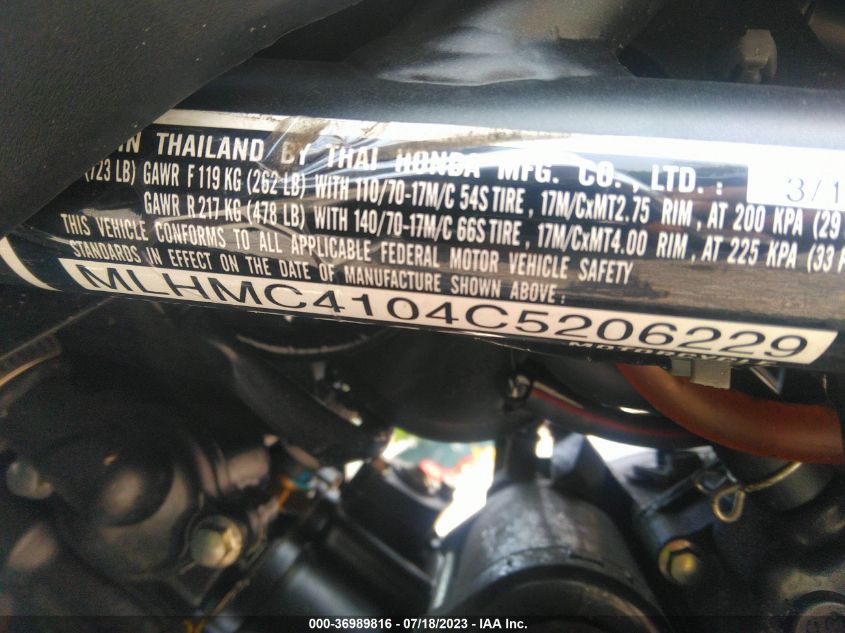 IN THAILAND BY THAI HONDA MFG. CO., LTD.: 3/1
(723 LB) GAWR F 119 KG (262 LB) WITH 110/70-17M/C 54S TIRE, 17M/CxMT2.75 RIM, AT 200 KPA (29
GAWR R 217 KG (478 LB) WITH 140/70-17M/C 66S TIRE, 17M/CxMT4.00 RIM, AT 225 KPA (33
THIS VEHICLE CONFORMS TO ALL APPLICABLE FEDERAL MOTOR VEHICLE SAFETY
STANDARDS IN EFFECT ON THE DATE OF MANUFACTURE SHOWN ABOVE:
MLHMC4104C5206229
MOTORCYCLE
000-36989816 - 07/18/2023 - IAA Inc.